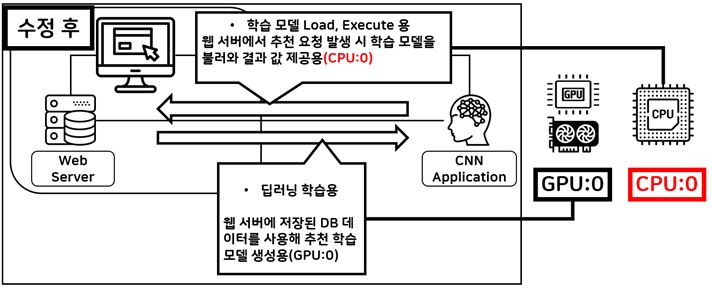 수정 후
• 학습 모델 Load, Execute 용
웹 서버에서 추천 요청 발생 시 학습 모델을
불러와 결과 값 제공용(CPU:0)
GPU
CPU
Web
Server
CNN
Application
GPU:0
CPU:0
• 딥러닝 학습용
웹 서버에 저장된 DB 데
이터를 사용해 추천 학습
모델 생성용(GPU:0)